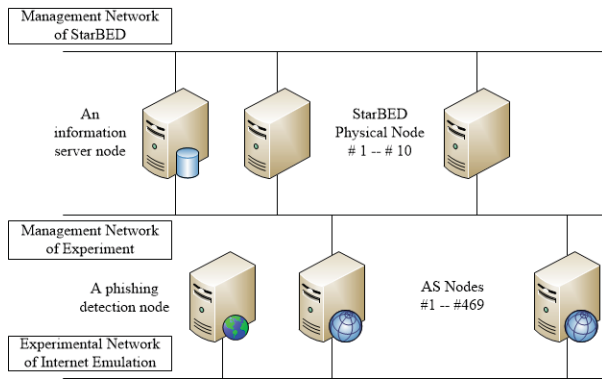 Management Network
of StarBED
An
information
server node
StarBED
Physical Node
# 1 -- # 10
Management Network
of Experiment
A phishing
detection node
AS Nodes
#1 -- #469
Experimental Network
of Internet Emulation